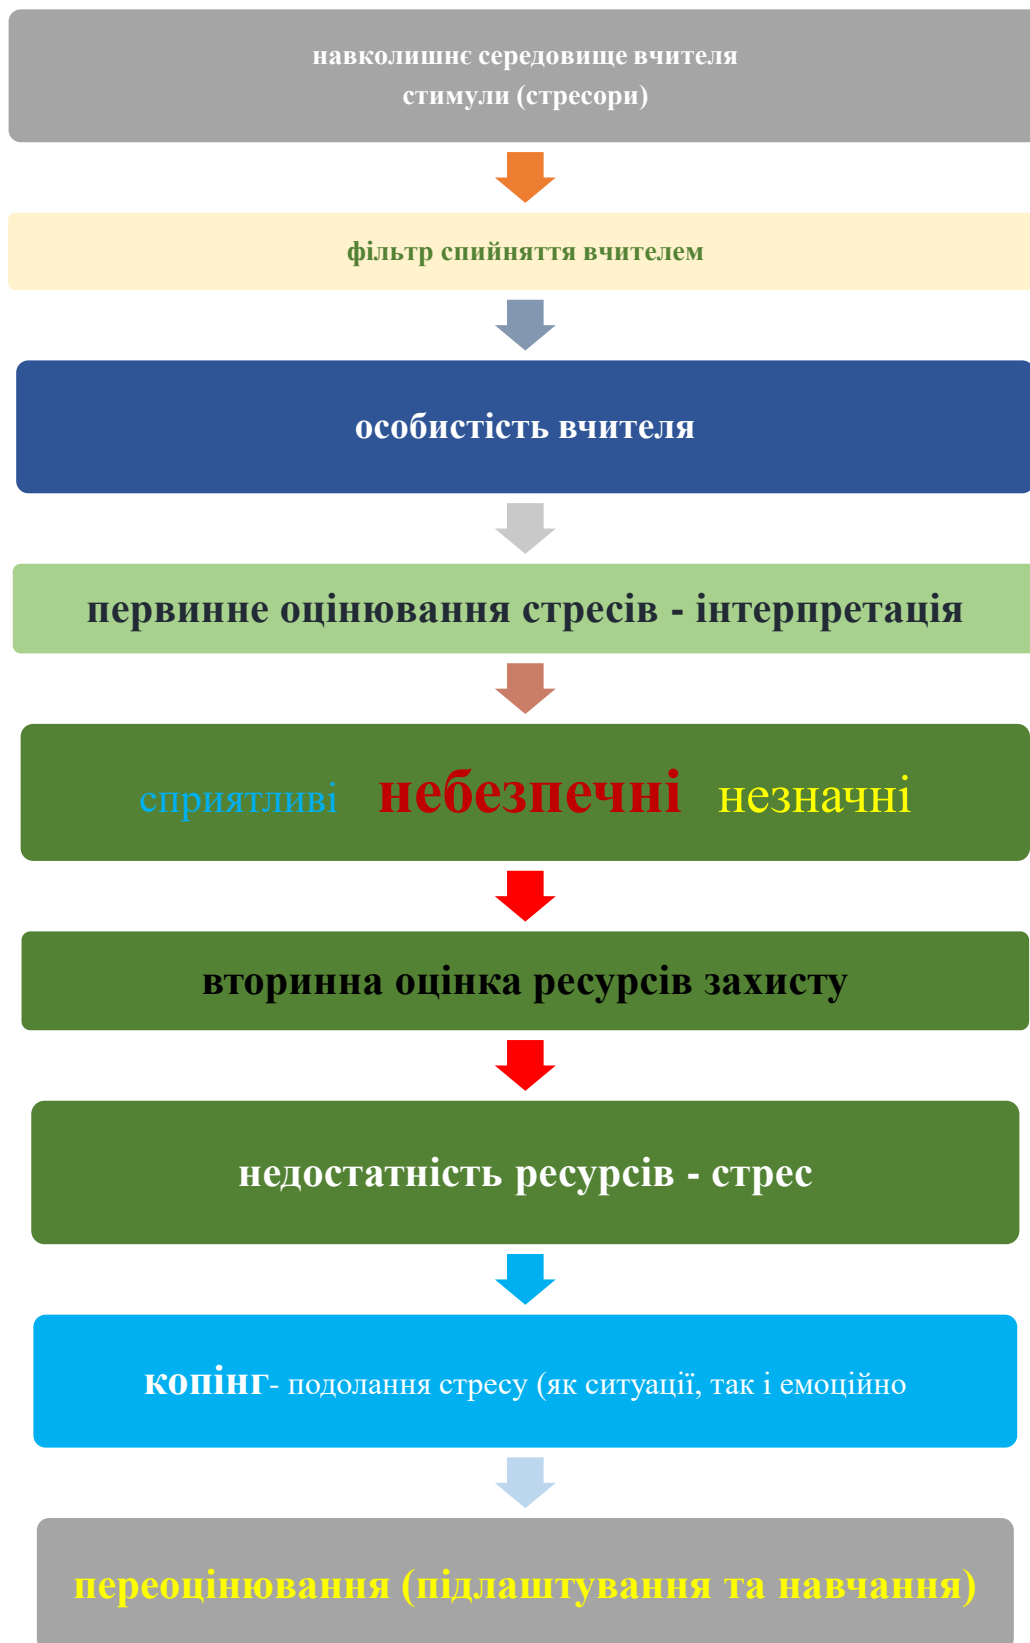 навколишнє середовище вчителя
стимули (стресори)
фільтр спийняття вчителем
особистість вчителя
первинне оцінювання стресів - інтерпретація
сприятливі небезпечні незначні
вторинна оцінка ресурсів захисту
недостатність ресурсів - стрес
копінг- подолання стресу (як ситуації, так і емоційно
переоцінювання (підлаштування та навчання)